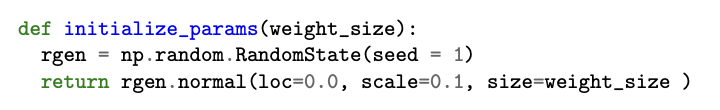 def initialize_params(weight_size):
  rgen = np.random.RandomState(seed = 1)
  return rgen.normal(loc=0.0, scale=0.1, size=weight_size )